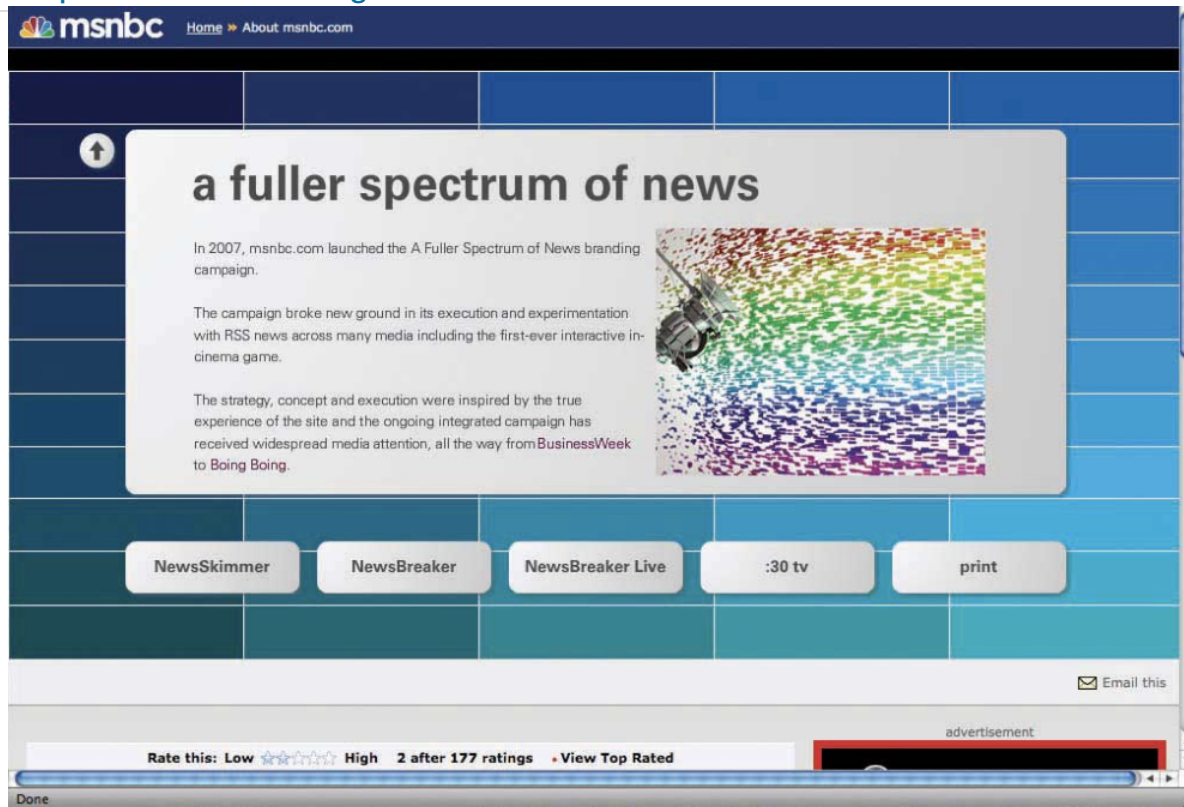 msnbc Home » About msnbc.com
a fuller spectrum of news
In 2007, msnbc.com launched the A Fuller Spectrum of News branding
campaign.
The campaign broke new ground in its execution and experimentation
with RSS news across many media including the first-ever interactive in-
cinema game.
The strategy, concept and execution were inspired by the true
experience of the site and the ongoing integrated campaign has
received widespread media attention, all the way from BusinessWeek
to Boing Boing.
NewsSkimmer NewsBreaker NewsBreaker Live :30 tv print
Email this
advertisement
Rate this: Low High 2 after 177 ratings • View Top Rated
Done